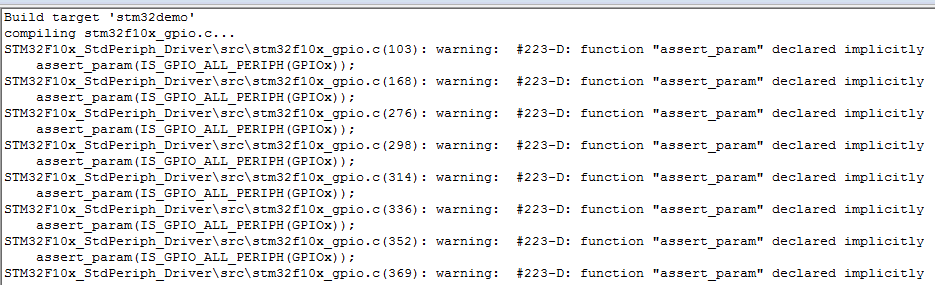 Build target 'stm32demo'
compiling stm32f10x_gpio.c...
STM32F10x_StdPeriph_Driver\src\stm32f10x_gpio.c(103): warning:  #223-D: function "assert_param" declared implicitly
    assert_param(IS_GPIO_ALL_PERIPH(GPIOx));
STM32F10x_StdPeriph_Driver\src\stm32f10x_gpio.c(168): warning:  #223-D: function "assert_param" declared implicitly
    assert_param(IS_GPIO_ALL_PERIPH(GPIOx));
STM32F10x_StdPeriph_Driver\src\stm32f10x_gpio.c(276): warning:  #223-D: function "assert_param" declared implicitly
    assert_param(IS_GPIO_ALL_PERIPH(GPIOx));
STM32F10x_StdPeriph_Driver\src\stm32f10x_gpio.c(298): warning:  #223-D: function "assert_param" declared implicitly
    assert_param(IS_GPIO_ALL_PERIPH(GPIOx));
STM32F10x_StdPeriph_Driver\src\stm32f10x_gpio.c(314): warning:  #223-D: function "assert_param" declared implicitly
    assert_param(IS_GPIO_ALL_PERIPH(GPIOx));
STM32F10x_StdPeriph_Driver\src\stm32f10x_gpio.c(336): warning:  #223-D: function "assert_param" declared implicitly
    assert_param(IS_GPIO_ALL_PERIPH(GPIOx));
STM32F10x_StdPeriph_Driver\src\stm32f10x_gpio.c(352): warning:  #223-D: function "assert_param" declared implicitly
    assert_param(IS_GPIO_ALL_PERIPH(GPIOx));
STM32F10x_StdPeriph_Driver\src\stm32f10x_gpio.c(369): warning:  #223-D: function "assert_param" declared implicitly